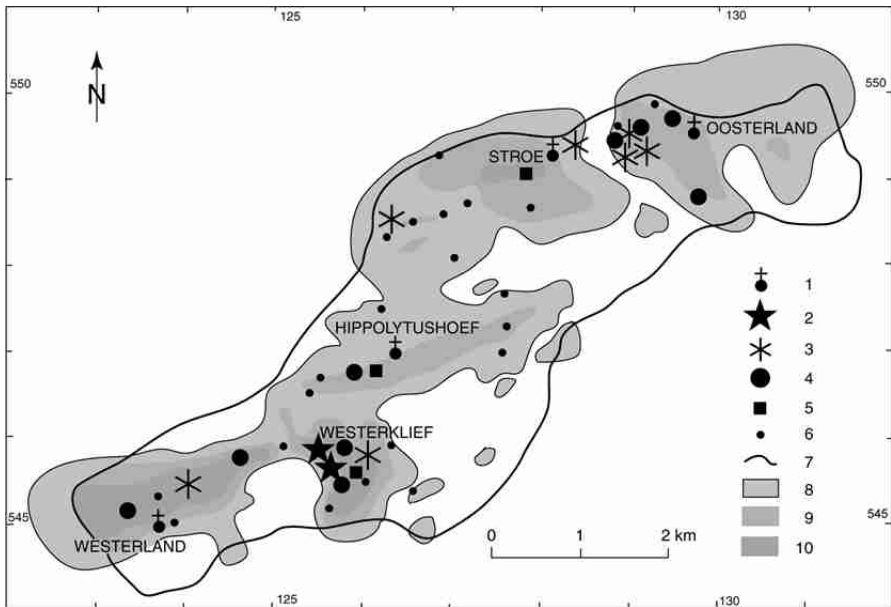 125
130
550
550
N
OOSTERLAND
STROE
HIPPOLYTUSHOEF
WESTERKLIEF
WESTERLAND
545
545
1
2
3
4
5
6
7
8
9
10
0 1 2 km
125
130